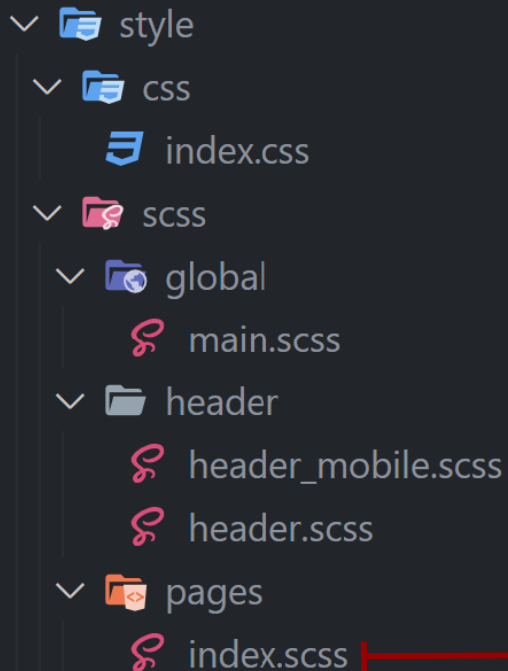 style
css
index.css
scss
global
main.scss
header
header_mobile.scss
header.scss
pages
index.scss